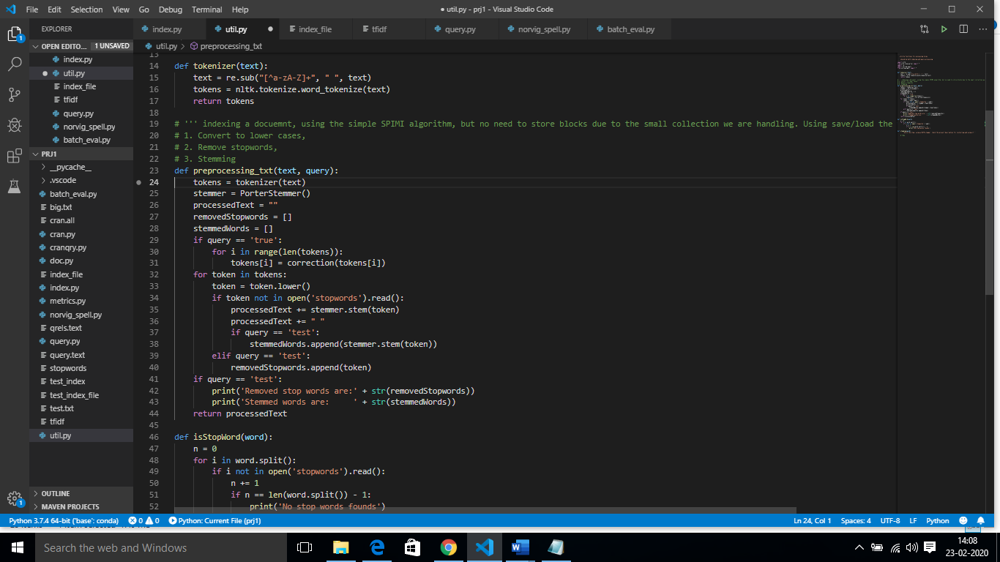 File Edit Selection View Go Debug Terminal Help
● util.py - prj1 - Visual Studio Code
EXPLORER
index.py util.py index_file tfidf query.py norvig_spell.py batch_eval.py
OPEN EDITO... 1 UNSAVED
util.py > preprocessing_txt
index.py
util.py
index_file
tfidf
query.py
norvig_spell.py
batch_eval.py
PRJ1
__pycache__
.vscode
batch_eval.py
big.txt
cran.all
cran.py
cranqry.py
doc.py
index_file
index.py
metrics.py
norvig_spell.py
qrels.text
query.py
query.text
stopwords
test_index
test_index_file
test.txt
tfidf
util.py
OUTLINE
MAVEN PROJECTS
13
14 def tokenizer(text):
15 text = re.sub("[^a-zA-Z]+", " ", text)
16 tokens = nltk.tokenize.word_tokenize(text)
17 return tokens
18
19 # ''' indexing a docuemnt, using the simple SPIMI algorithm, but no need to store blocks due to the small collection we are handling. Using save/load the
20 # 1. Convert to lower cases,
21 # 2. Remove stopwords,
22 # 3. Stemming
23 def preprocessing_txt(text, query):
24 tokens = tokenizer(text)
25 stemmer = PorterStemmer()
26 processedText = ""
27 removedStopwords = []
28 stemmedWords = []
29 if query == 'true':
30 for i in range(len(tokens)):
31 tokens[i] = correction(tokens[i])
32 for token in tokens:
33 token = token.lower()
34 if token not in open('stopwords').read():
35 processedText += stemmer.stem(token)
36 processedText += " "
37 if query == 'test':
38 stemmedWords.append(stemmer.stem(token))
39 elif query == 'test':
40 removedStopwords.append(token)
41 if query == 'test':
42 print('Removed stop words are:' + str(removedStopwords))
43 print('Stemmed words are:     ' + str(stemmedWords))
44 return processedText
45
46 def isStopWord(word):
47 n = 0
48 for i in word.split():
49 if i not in open('stopwords').read():
50 n += 1
51 if n == len(word.split()) - 1:
52 print('No stop words founds')
1
1
Python 3.7.4 64-bit ('base': conda) 0 0 Python: Current File (prj1) Ln 24, Col 1 Spaces: 4 UTF-8 LF Python
Search the web and Windows
14:08
23-02-2020